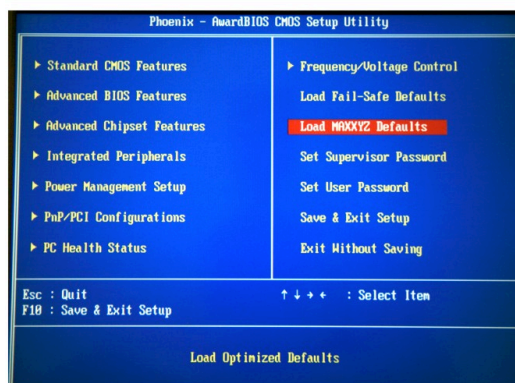 Phoenix - AwardBIOS CMOS Setup Utility
Standard CMOS Features
Advanced BIOS Features
Advanced Chipset Features
Integrated Peripherals
Power Management Setup
PnP/PCI Configurations
PC Health Status
Frequency/Voltage Control
Load Fail-Safe Defaults
Load MAXXYZ Defaults
Set Supervisor Password
Set User Password
Save & Exit Setup
Exit Without Saving
Esc : Quit
F10 : Save & Exit Setup
↑ ↓ → ← : Select Item
Load Optimized Defaults